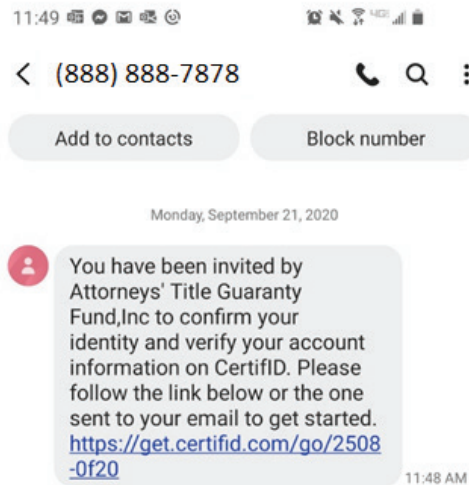 11:49
(888) 888-7878
Add to contacts
Block number
Monday, September 21, 2020
You have been invited by
Attorneys' Title Guaranty
Fund,Inc to confirm your
identity and verify your account
information on CertifID. Please
follow the link below or the one
sent to your email to get started.
https://get.certifid.com/go/2508
-0f20
11:48 AM